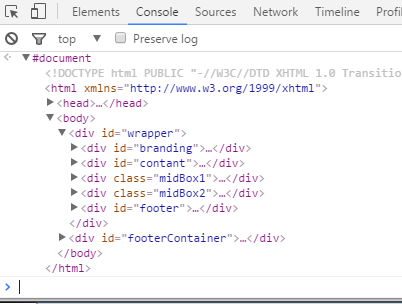 Elements Console Sources Network Timeline Profile
top Preserve log
#document
<!DOCTYPE html PUBLIC "-//W3C//DTD XHTML 1.0 Transitio
<html xmlns="http://www.w3.org/1999/xhtml">
<head>…</head>
<body>
<div id="wrapper">
<div id="branding">…</div>
<div id="contant">…</div>
<div class="midBox1">…</div>
<div class="midBox2">…</div>
<div id="footer">…</div>
</div>
<div id="footerContainer">…</div>
</body>
</html>